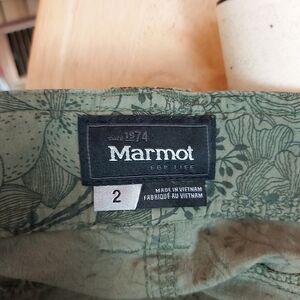 since 1974
Marmot
FOR LIFE
2
MADE IN VIETNAM
FABRIQUÉ AU VIETNAM